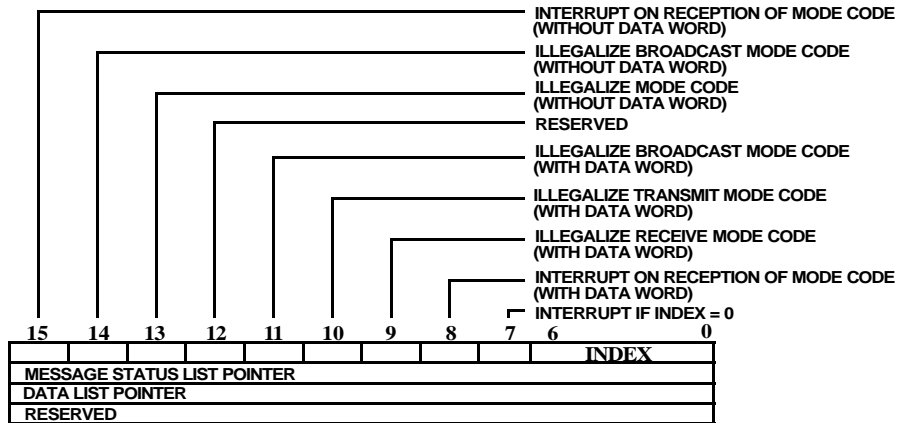 INTERRUPT ON RECEPTION OF MODE CODE
(WITHOUT DATA WORD)
ILLEGALIZE BROADCAST MODE CODE
(WITHOUT DATA WORD)
ILLEGALIZE MODE CODE
(WITHOUT DATA WORD)
RESERVED
ILLEGALIZE BROADCAST MODE CODE
(WITH DATA WORD)
ILLEGALIZE TRANSMIT MODE CODE
(WITH DATA WORD)
ILLEGALIZE RECEIVE MODE CODE
(WITH DATA WORD)
INTERRUPT ON RECEPTION OF MODE CODE
(WITH DATA WORD)
INTERRUPT IF INDEX = 0
15 14 13 12 11 10 9 8 7 6 0
INDEX
MESSAGE STATUS LIST POINTER
DATA LIST POINTER
RESERVED